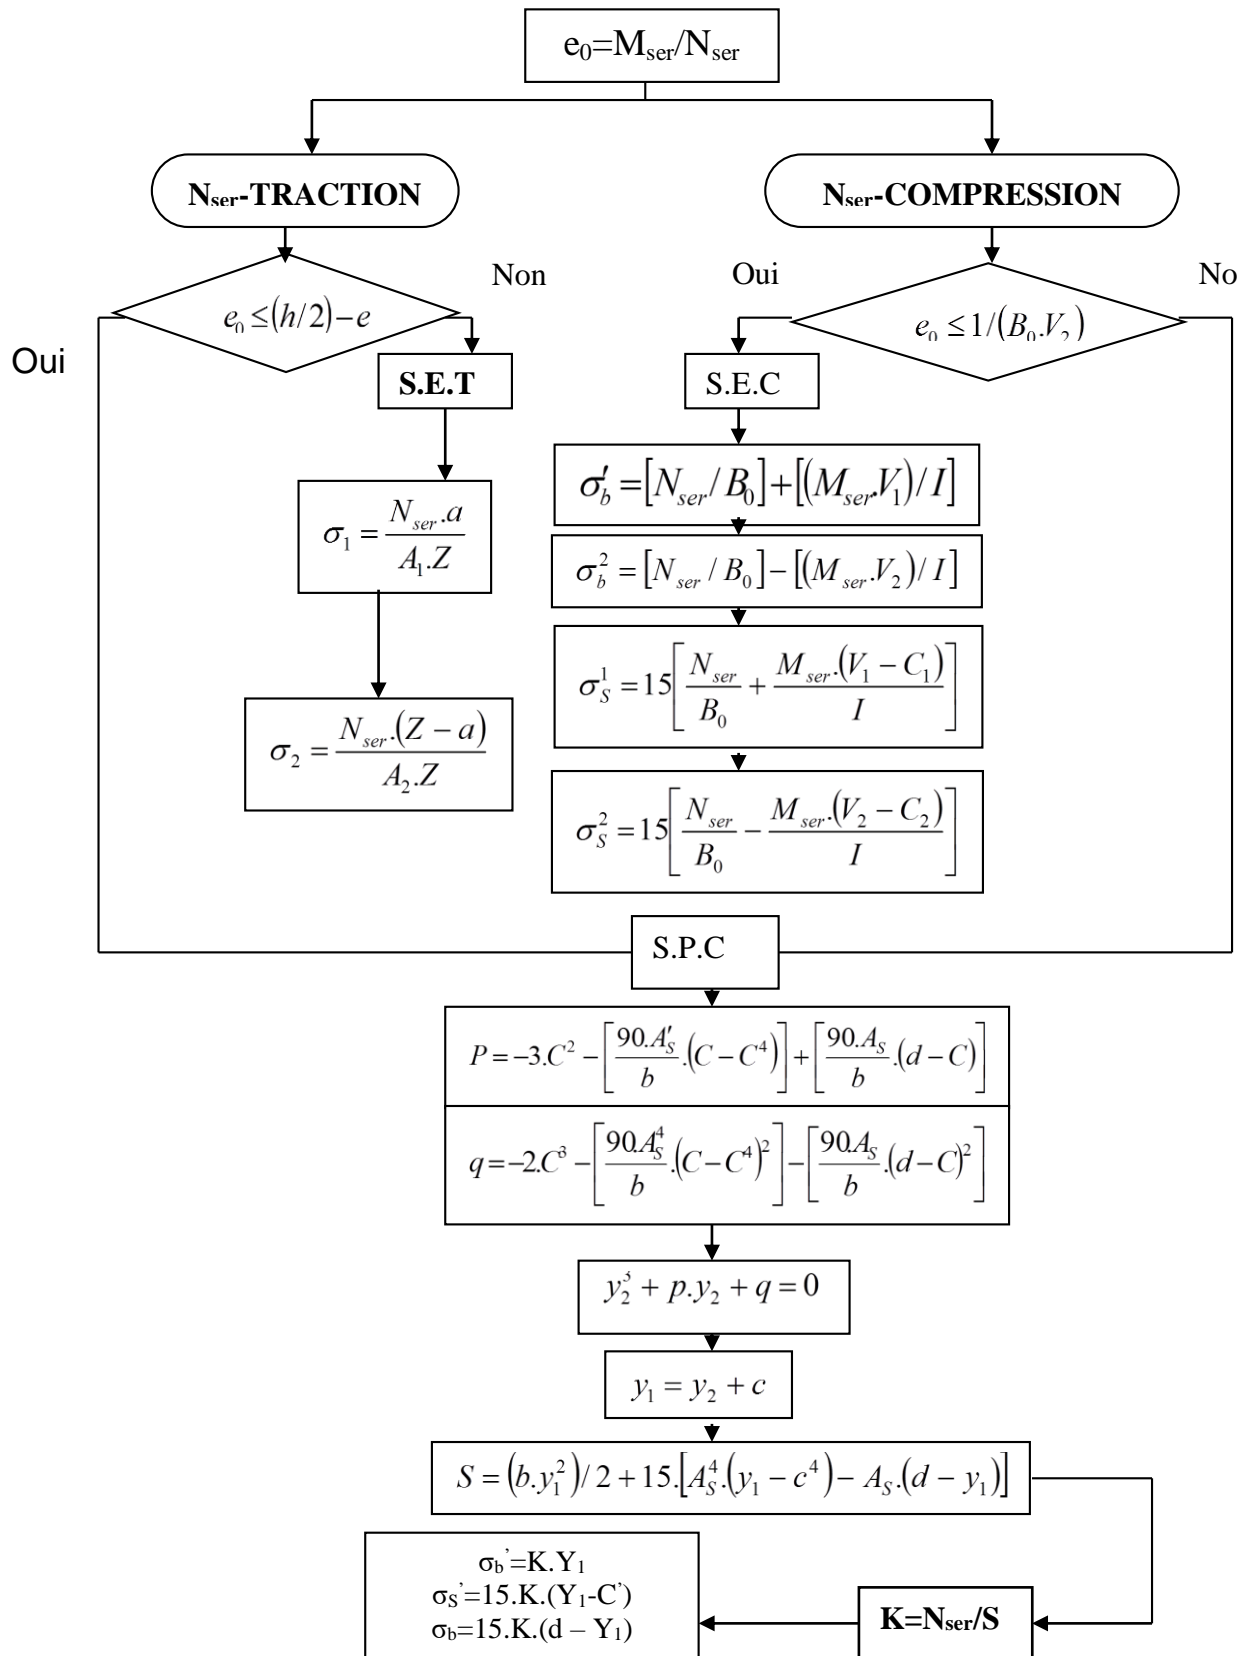 e₀=Mser/Nser
Nser-TRACTION
Nser-COMPRESSION
Non
Oui
No
e₀ ≤ (h/2) − e
e₀ ≤ 1/(B₀.V₂)
Oui
S.E.T
S.E.C
σ₁ = Nser.a / A₁.Z
σ₂ = Nser.(Z − a) / A₂.Z
σ′b = [Nser / B₀] + [(Mser.V₁)/ I]
σ²b = [Nser / B₀] − [(Mser.V₂)/ I]
σ¹S = 15[Nser / B₀ + Mser.(V₁ − C₁) / I]
σ²S = 15[Nser / B₀ − Mser.(V₂ − C₂) / I]
S.P.C
P = −3.C² − [90.A′S / b .(C − C⁴)] + [90.AS / b .(d − C)]
q = −2.C³ − [90.A⁴S / b .(C − C⁴)²] − [90.AS / b .(d − C)²]
y₂³ + p.y₂ + q = 0
y₁ = y₂ + c
S = (b.y₁²)/ 2 + 15.[A⁴S.(y₁ − c⁴) − AS.(d − y₁)]
σb'=K.Y₁
σS'=15.K.(Y₁-C')
σb=15.K.(d – Y₁)
K=Nser/S